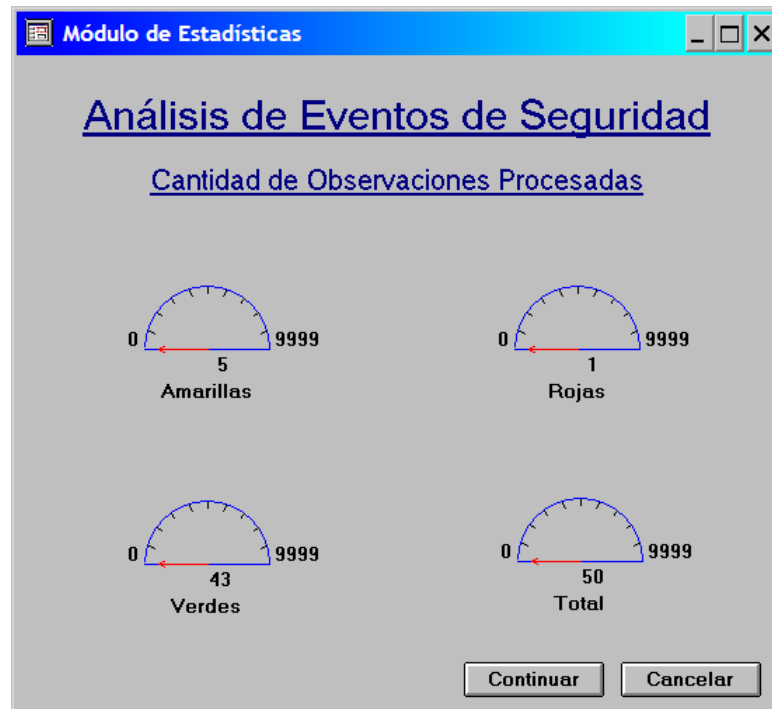 Módulo de Estadísticas
Análisis de Eventos de Seguridad
Cantidad de Observaciones Procesadas
0 9999
5
Amarillas
0 9999
1
Rojas
0 9999
43
Verdes
0 9999
50
Total
Continuar Cancelar